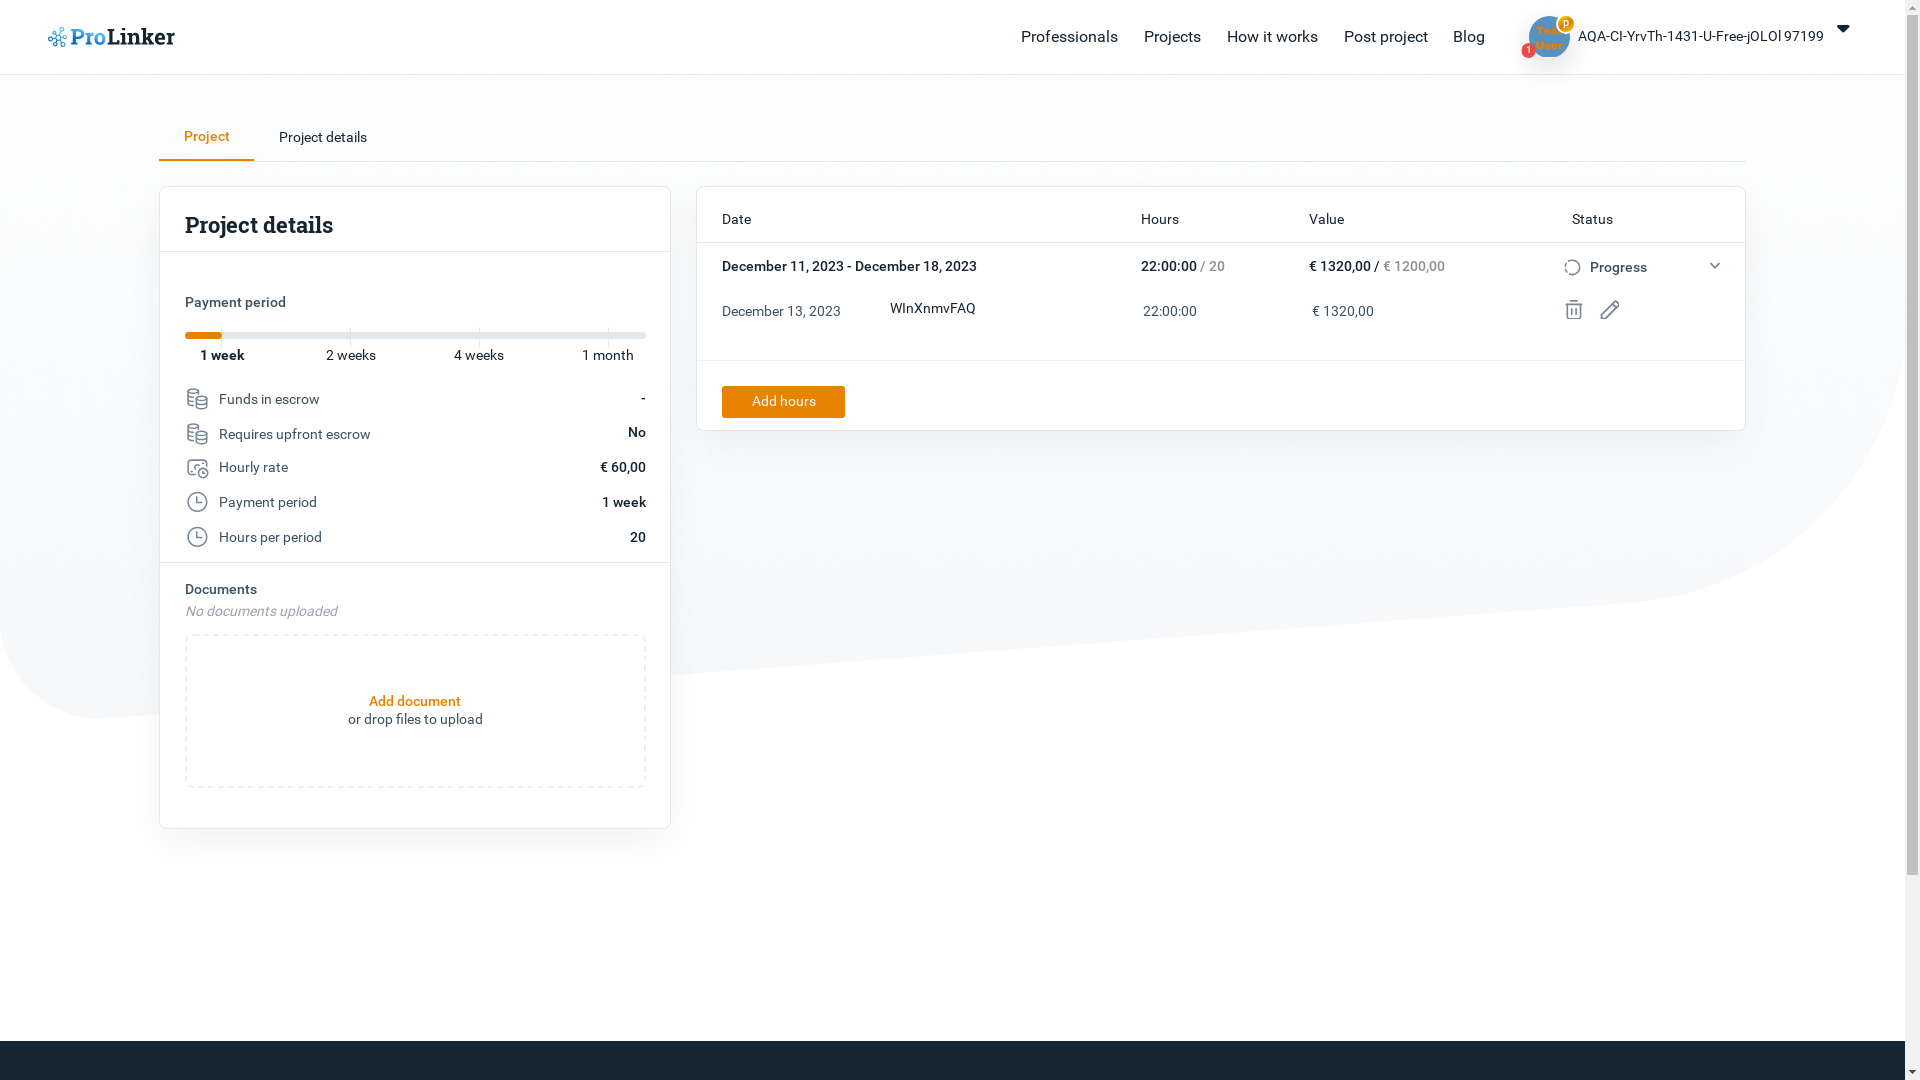 ProLinker
Professionals Projects How it works Post project Blog
p
1
AQA-CI-YrvTh-1431-U-Free-jOLOl 97199
Project Project details
Project details
Payment period
1 week 2 weeks 4 weeks 1 month
Funds in escrow -
Requires upfront escrow No
Hourly rate € 60,00
Payment period 1 week
Hours per period 20
Documents
No documents uploaded
Add document
or drop files to upload
Date Hours Value Status
December 11, 2023 - December 18, 2023 22:00:00 / 20 € 1320,00 / € 1200,00 Progress
December 13, 2023 WInXnmvFAQ 22:00:00 € 1320,00
Add hours